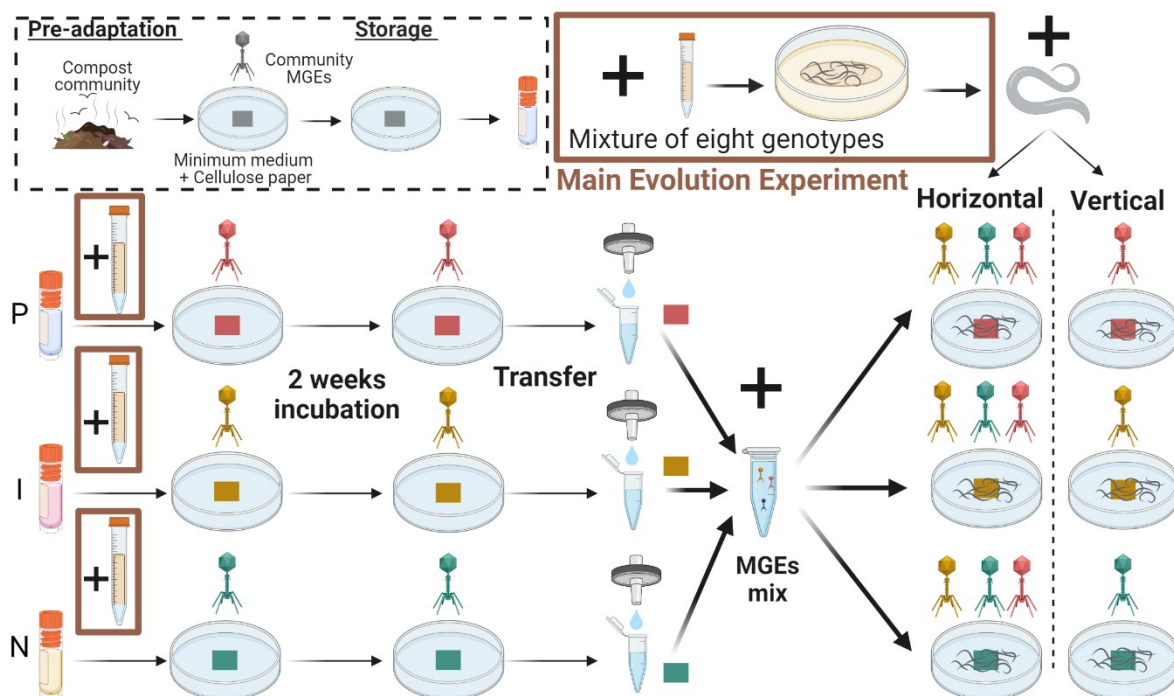 Pre-adaptation
Storage
Compost
community
Community
MGEs
Minimum medium
+ Cellulose paper
+
+
Mixture of eight genotypes
Main Evolution Experiment
Horizontal
Vertical
+
P
2 weeks
incubation
Transfer
+
+
I
MGEs
mix
+
N